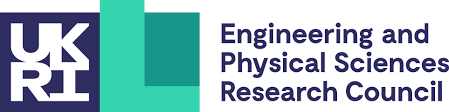 UK
RI
Engineering and
Physical Sciences
Research Council